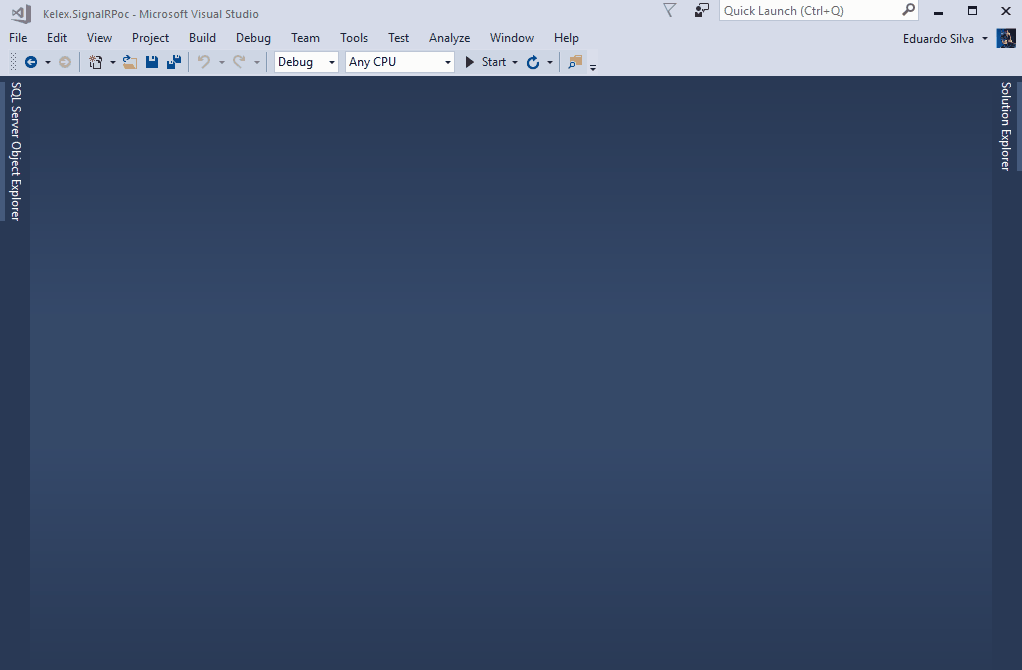 Kelex.SignalRPoc - Microsoft Visual Studio
Quick Launch (Ctrl+Q)
File Edit View Project Build Debug Team Tools Test Analyze Window Help
Eduardo Silva
Debug
Any CPU
Start
SQL Server Object Explorer
Solution Explorer